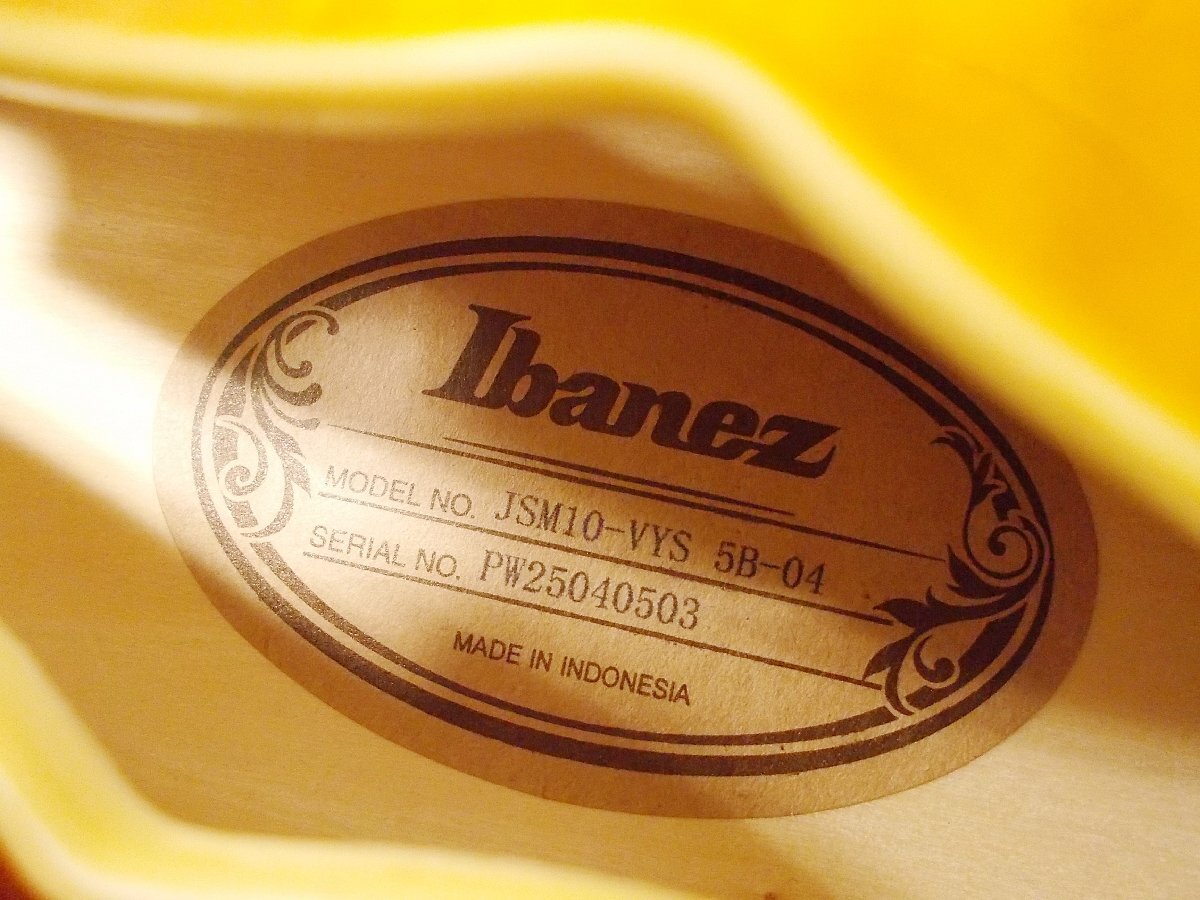 Ibanez
MODEL NO. JSM10-VYS 5B-04
SERIAL NO. PW25040503
MADE IN INDONESIA